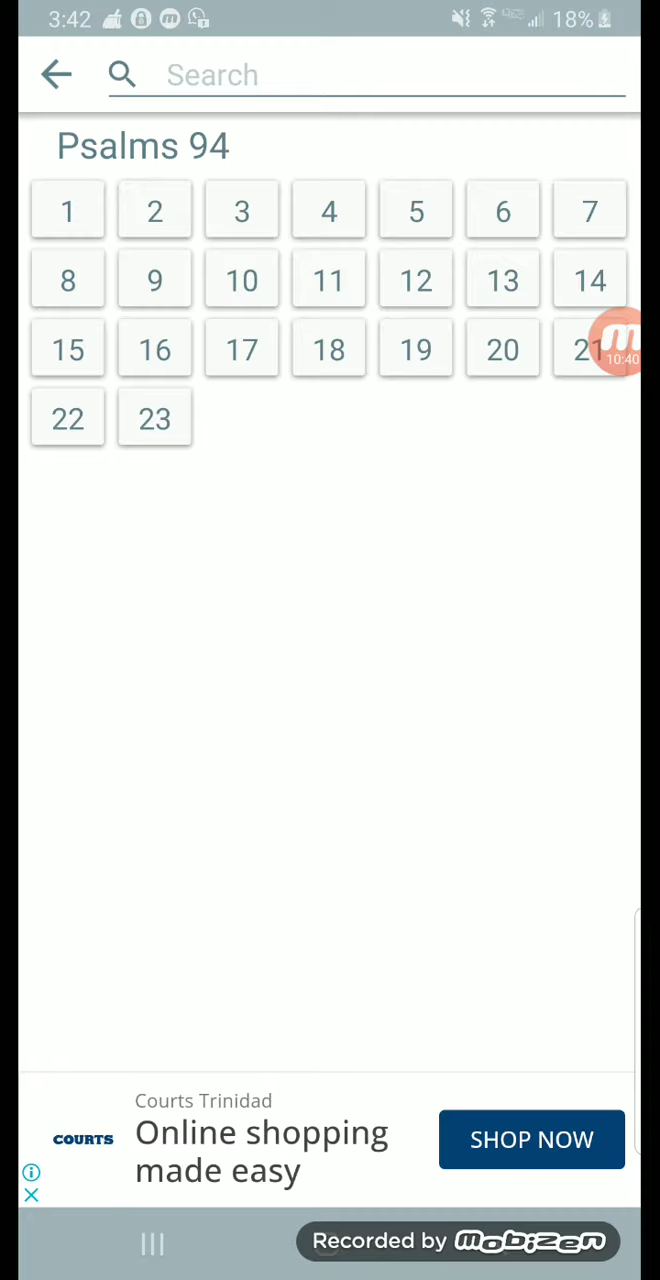 3:42 18%
Search
Psalms 94
1 2 3 4 5 6 7
8 9 10 11 12 13 14
15 16 17 18 19 20 21
10:40
22 23
Courts Trinidad
COURTS
Online shopping
made easy
SHOP NOW
Recorded by mobizen